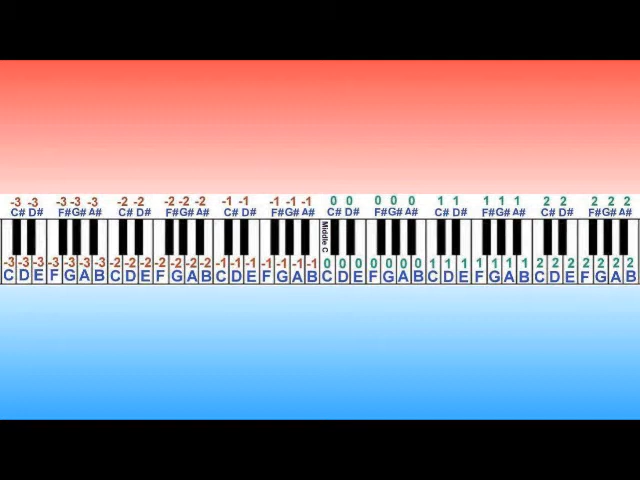 -3 -3 -3 -3 -3 -2 -2 -2 -2 -2 -1 -1 -1 -1 -1 0 0 0 0 0 1 1 1 1 1 2 2 2 2 2
C# D# F# G# A# C# D# F# G# A# C# D# F# G# A# C# D# F# G# A# C# D# F# G# A# C# D# F# G# A#
Middle C
-3 -3 -3 -3 -3 -3 -3 -2 -2 -2 -2 -2 -2 -2 -1 -1 -1 -1 -1 -1 -1 0 0 0 0 0 0 0 1 1 1 1 1 1 1 2 2 2 2 2 2 2
C D E F G A B C D E F G A B C D E F G A B C D E F G A B C D E F G A B C D E F G A B